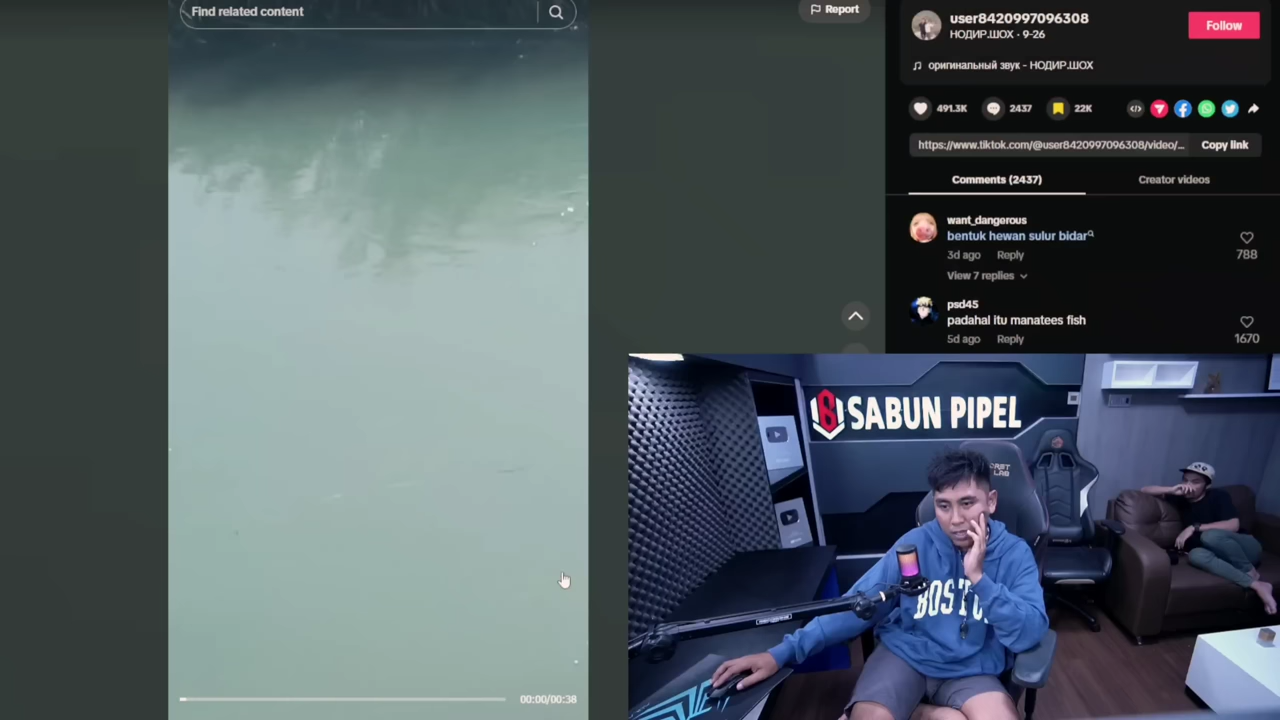 Find related content
Report
user8420997096308
НОДИР.ШОХ · 9-26
Follow
оригинальный звук - НОДИР.ШОХ
491.3K
2437
22K
https://www.tiktok.com/@user8420997096308/video/...
Copy link
Comments (2437)
Creator videos
want_dangerous
bentuk hewan sulur bidar
3d ago
Reply
788
View 7 replies
psd45
padahal itu manatees fish
5d ago
Reply
1670
SABUN PIPEL
BOSTO
00:00/00:38